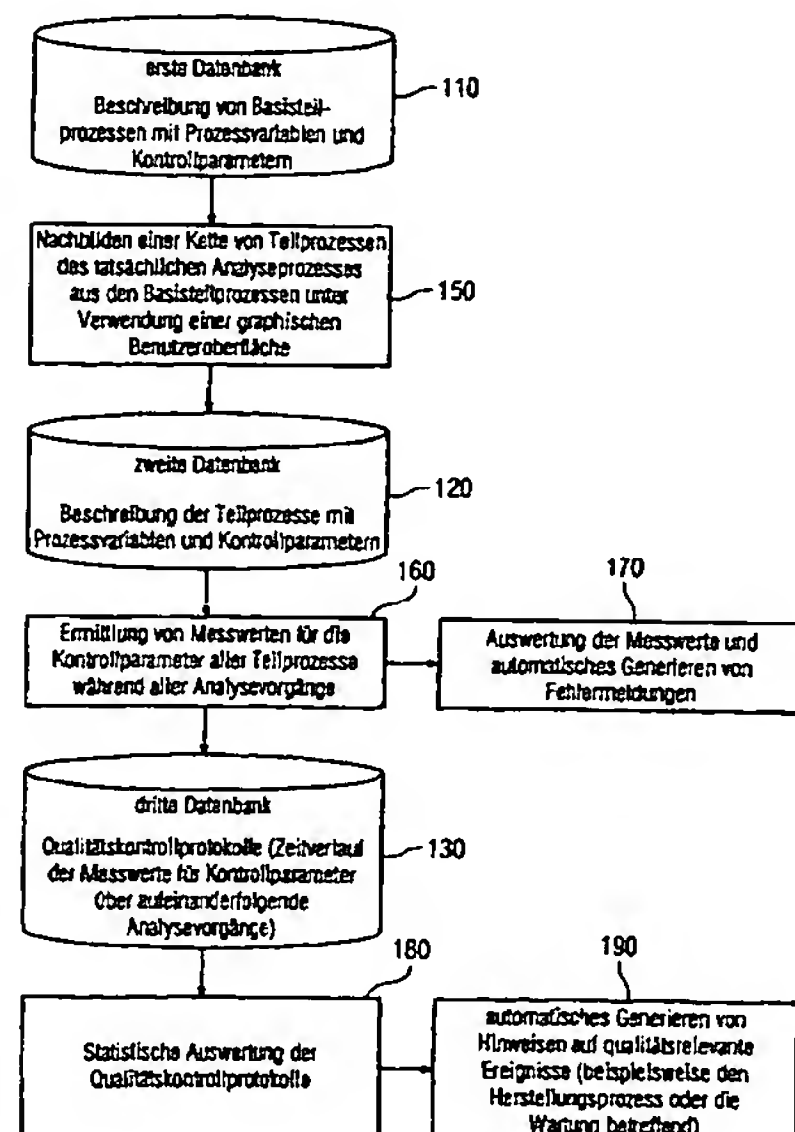 erste Datenbank
Beschreibung von Basisteil-
prozessen mit Prozessvariablen und
Kontrollparametern
110
Nachbilden einer Kette von Teilprozessen
des tatsächlichen Analyseprozesses
aus den Basisteilprozessen unter
Verwendung einer graphischen
Benutzeroberfläche
150
zweite Datenbank
Beschreibung der Teilprozesse mit
Prozessvariablen und Kontrollparametern
120
160
Ermittlung von Messwerten für die
Kontrollparameter aller Teilprozesse
während aller Analysevorgänge
170
Auswertung der Messwerte und
automatisches Generieren von
Fehlermeldungen
dritte Datenbank
Qualitätskontrollprotokolle (Zeitverlauf
der Messwerte für Kontrollparameter
über aufeinanderfolgende
Analysevorgänge)
130
180
Statistische Auswertung der
Qualitätskontrollprotokolle
190
automatisches Generieren von
Hinweisen auf qualitätsrelevante
Ereignisse (beispielsweise den
Herstellungsprozess oder die
Wartung betreffend)